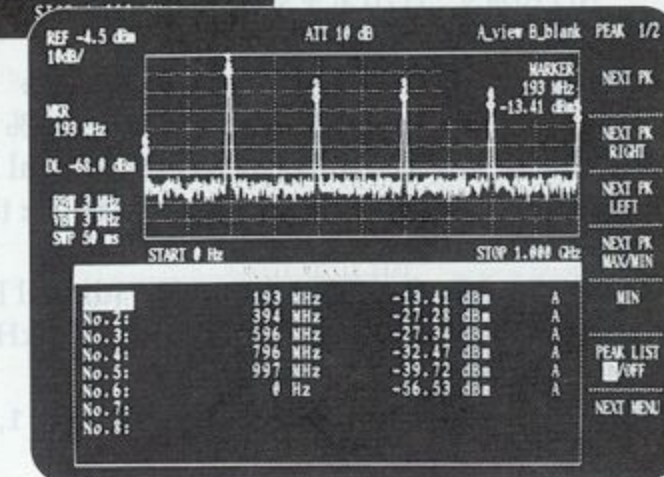 REF -4.5 dBm
10dB/
ATT 10 dB
A_view B_blank
MARKER
193 MHz
-13.41 dBm
MKR
193 MHz
DL -68.0 dBm
RBW 3 MHz
VBW 3 MHz
SWP 50 ms
START 0 Hz
STOP 1.000 GHz
193 MHz -13.41 dBm A
No.2: 394 MHz -27.28 dBm A
No.3: 596 MHz -27.34 dBm A
No.4: 796 MHz -32.47 dBm A
No.5: 997 MHz -39.72 dBm A
No.6: 0 Hz -56.53 dBm A
No.7:
No.8:
PEAK 1/2
NEXT PK
NEXT PK
RIGHT
NEXT PK
LEFT
NEXT PK
MAX/MIN
MIN
PEAK LIST
/OFF
NEXT MENU